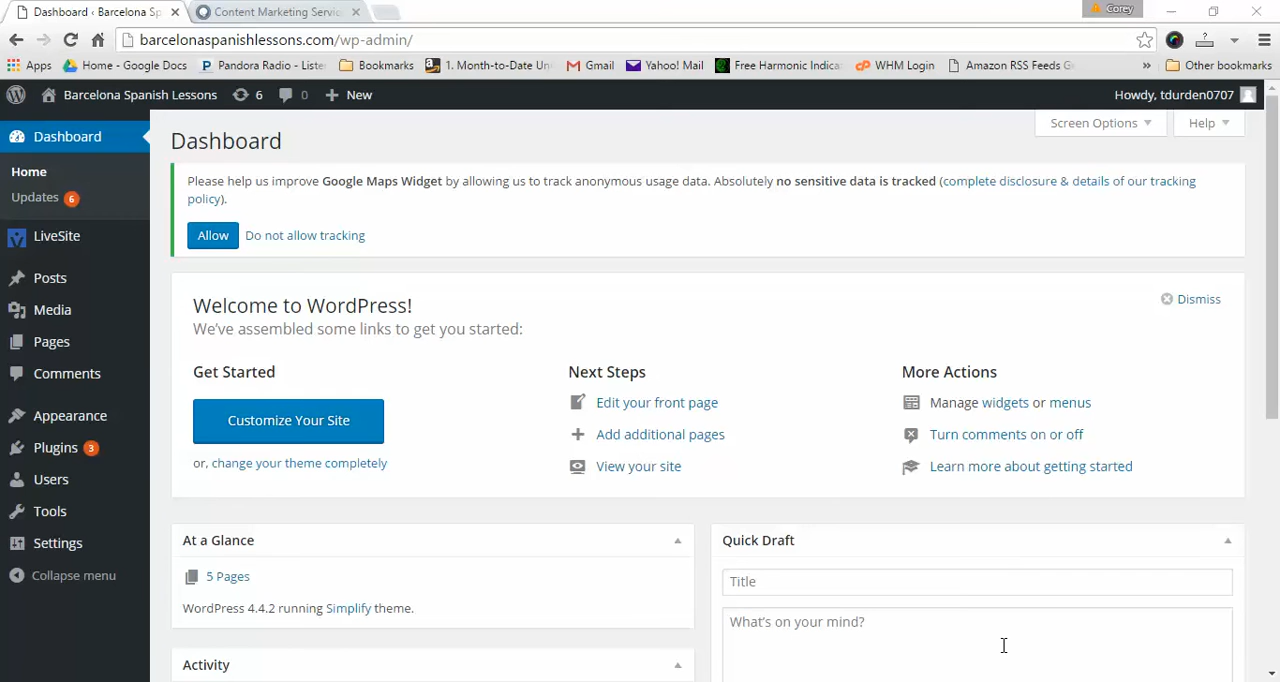 Dashboard ‹ Barcelona Sp
Content Marketing Servic
Corey
barcelonaspanishlessons.com/wp-admin/
Apps
Home - Google Docs
Pandora Radio - Liste
Bookmarks
1. Month-to-Date Un
Gmail
Yahoo! Mail
Free Harmonic Indica
WHM Login
Amazon RSS Feeds G
»
Other bookmarks
Barcelona Spanish Lessons
6
0
New
Howdy, tdurden0707
Dashboard
Home
Updates 6
LiveSite
Posts
Media
Pages
Comments
Appearance
Plugins 3
Users
Tools
Settings
Collapse menu
Dashboard
Screen Options
Help
Please help us improve Google Maps Widget by allowing us to track anonymous usage data. Absolutely no sensitive data is tracked (complete disclosure & details of our tracking
policy).
Allow
Do not allow tracking
Welcome to WordPress!
Dismiss
We've assembled some links to get you started:
Get Started
Customize Your Site
or, change your theme completely
Next Steps
Edit your front page
Add additional pages
View your site
More Actions
Manage widgets or menus
Turn comments on or off
Learn more about getting started
At a Glance
5 Pages
WordPress 4.4.2 running Simplify theme.
Activity
Quick Draft
Title
What's on your mind?